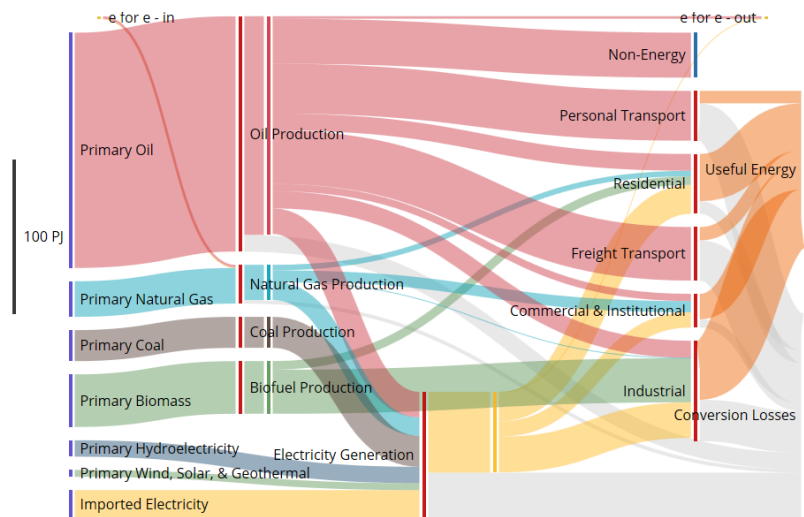 e for e - in
e for e - out
Non-Energy
Personal Transport
Oil Production
Primary Oil
Useful Energy
Residential
100 PJ
Freight Transport
Natural Gas Production
Primary Natural Gas
Commercial & Institutional
Coal Production
Primary Coal
Biofuel Production
Industrial
Primary Biomass
Conversion Losses
Primary Hydroelectricity
Electricity Generation
Primary Wind, Solar, & Geothermal
Imported Electricity